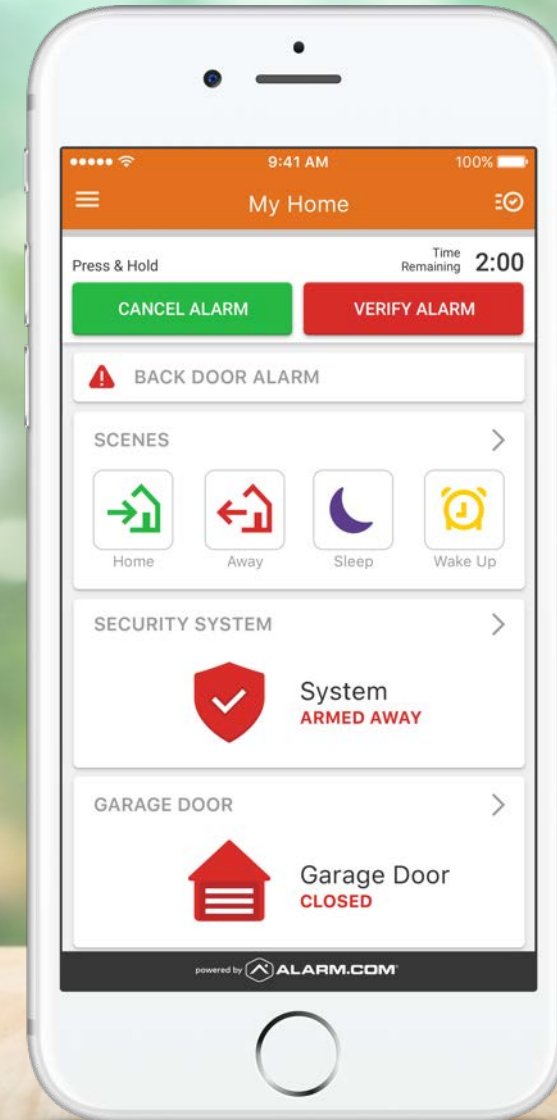 9:41 AM 100%
My Home
Press & Hold Time Remaining 2:00
CANCEL ALARM VERIFY ALARM
BACK DOOR ALARM
SCENES
Home Away Sleep Wake Up
SECURITY SYSTEM
System
ARMED AWAY
GARAGE DOOR
Garage Door
CLOSED
powered by ALARM.COM